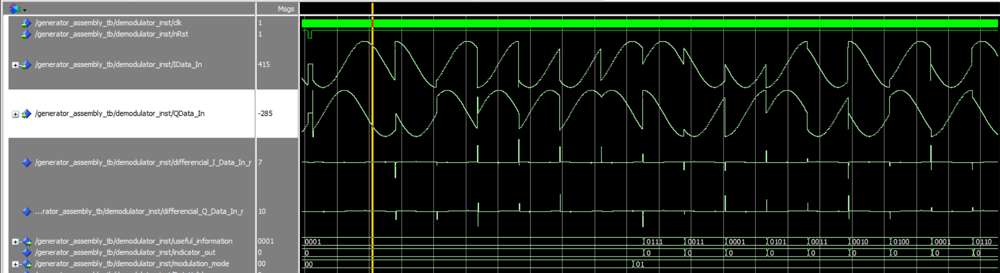 Msgs
/generator_assembly_tb/demodulator_inst/clk 1
/generator_assembly_tb/demodulator_inst/nRst 1
/generator_assembly_tb/demodulator_inst/IData_In 415
/generator_assembly_tb/demodulator_inst/QData_In -285
/generator_assembly_tb/demodulator_inst/differencial_I_Data_In_r 7
...rator_assembly_tb/demodulator_inst/differencial_Q_Data_In_r 10
/generator_assembly_tb/demodulator_inst/useful_information 0001 0001 0111 0011 0001 0101 0011 0010 0100 0001 0110
/generator_assembly_tb/demodulator_inst/indicator_out 0 0 0 0 0 0 0 0 0 0 0
/generator_assembly_tb/demodulator_inst/modulation_mode 00 00 01